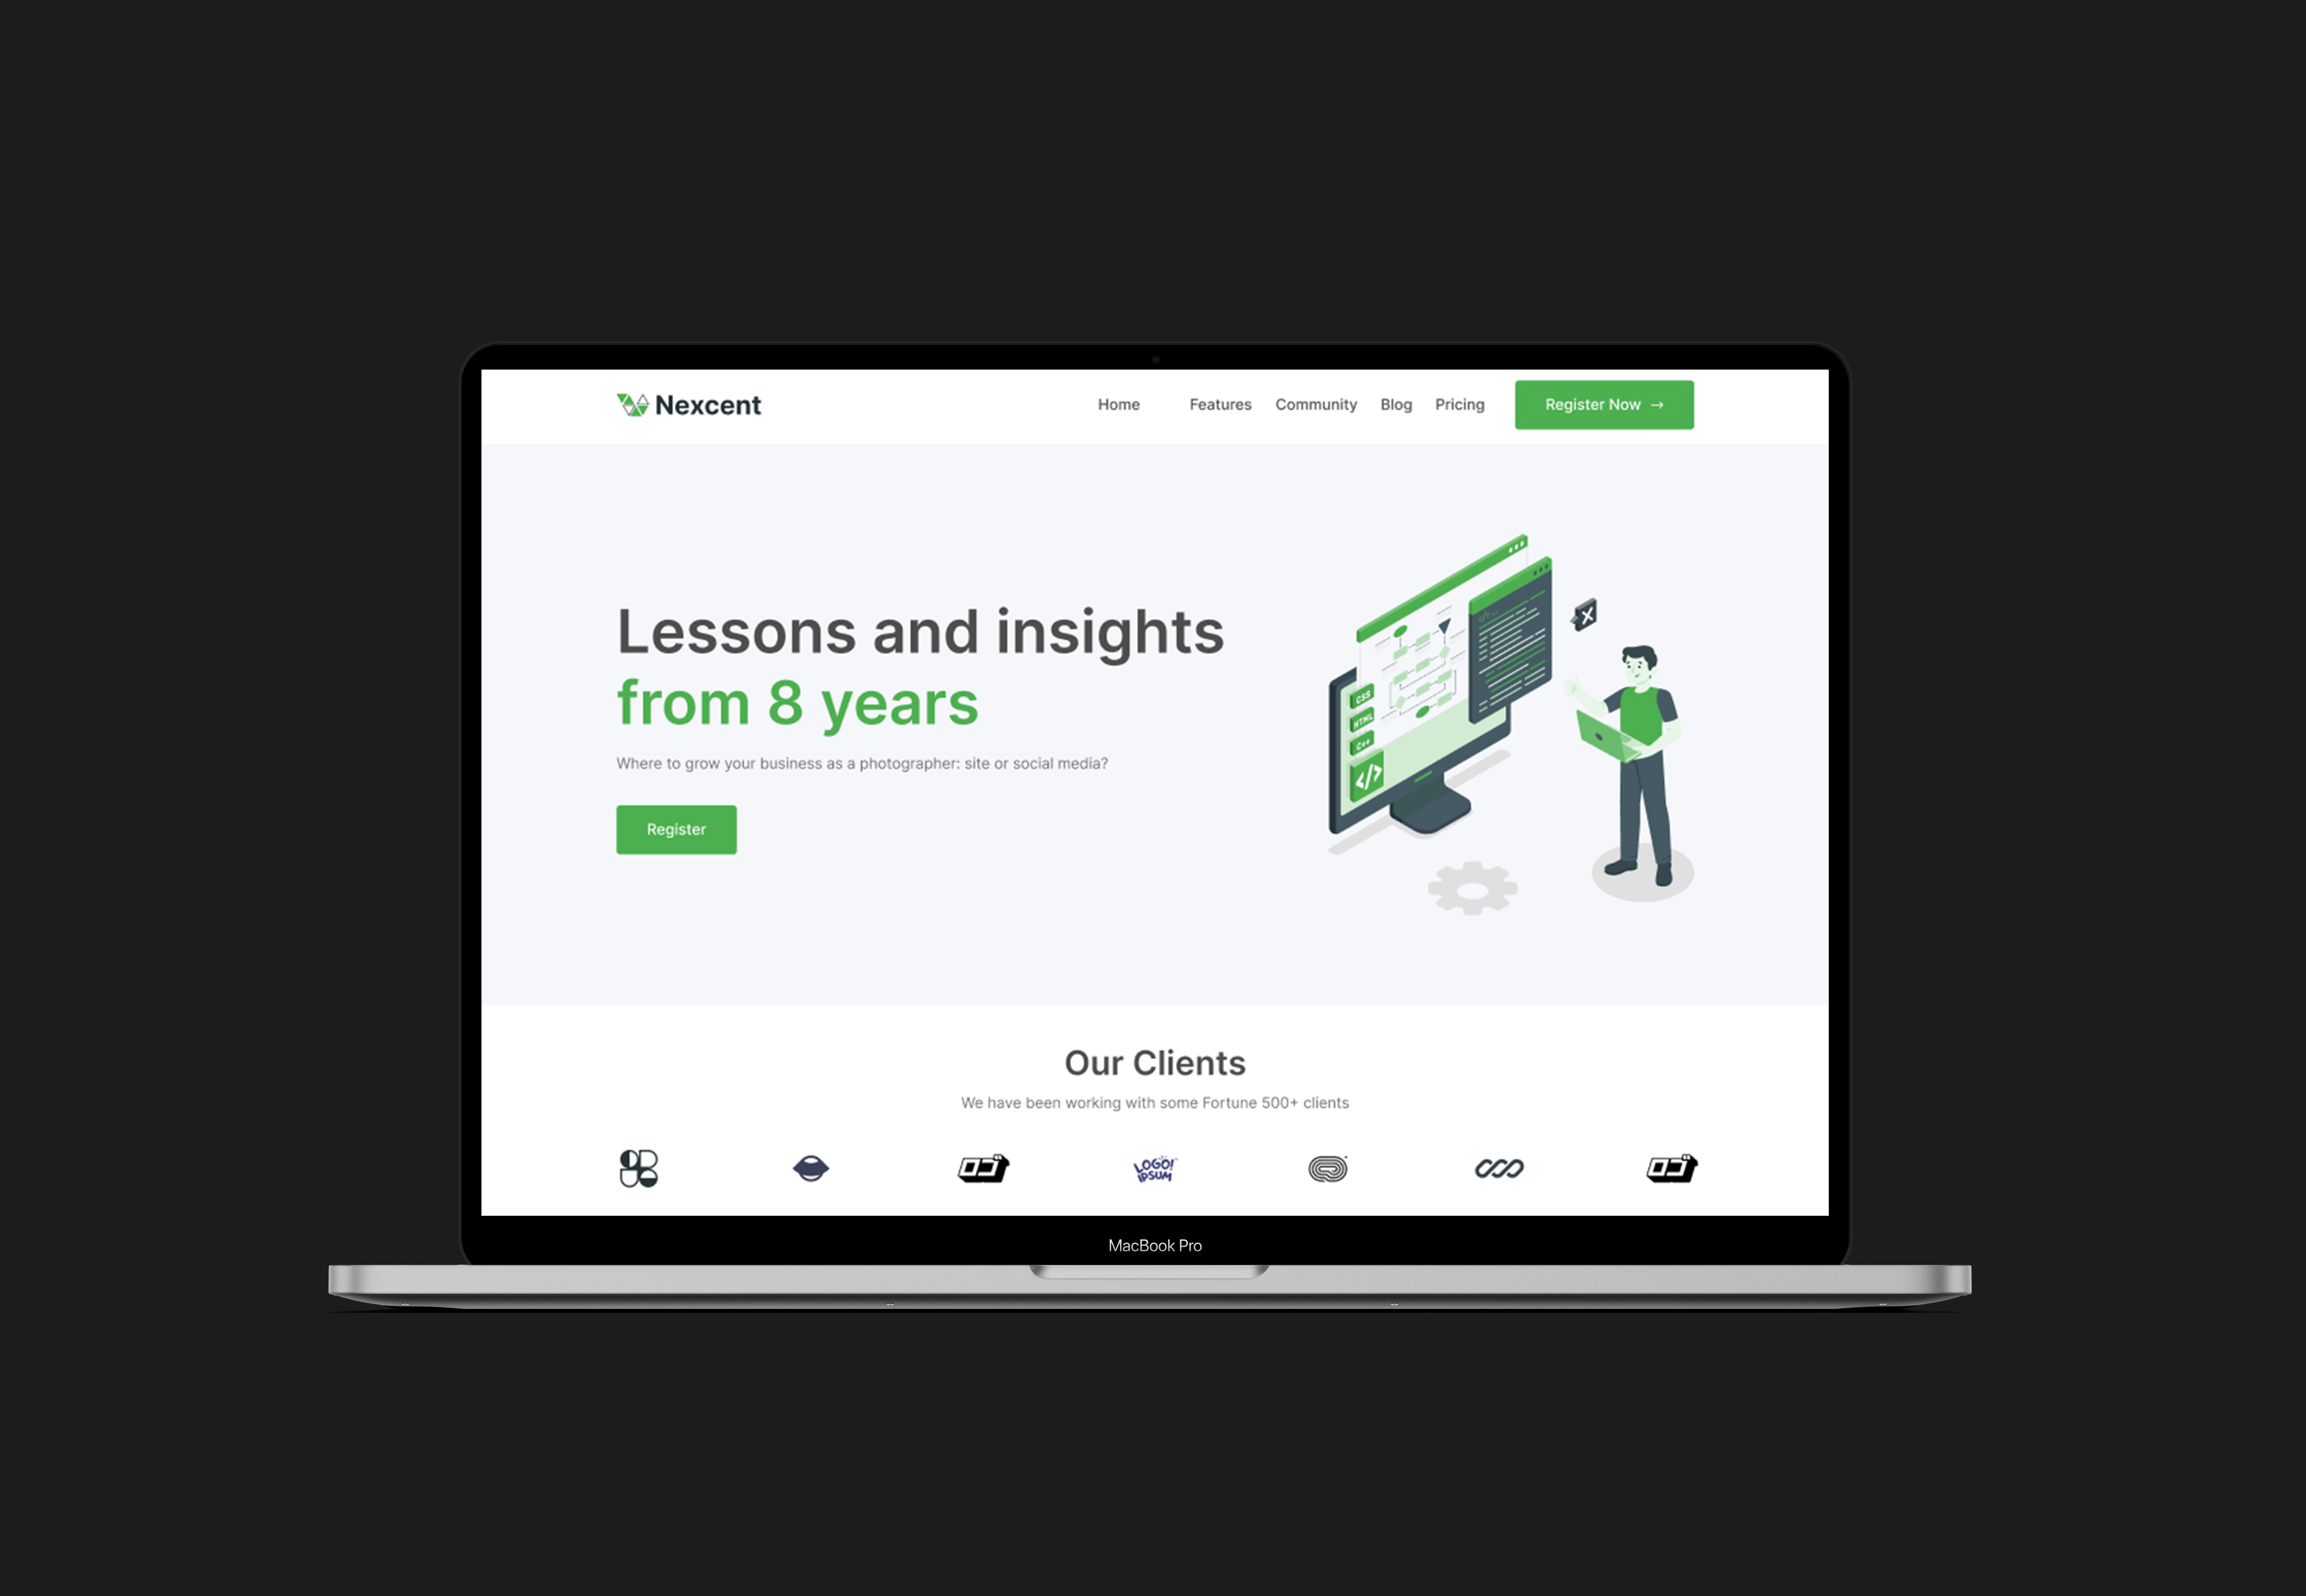 Nexcent
Home Features Community Blog Pricing Register Now →
Lessons and insights
from 8 years
Where to grow your business as a photographer: site or social media?
Register
CSS
HTML
C++
</>
Our Clients
We have been working with some Fortune 500+ clients
LOGO!
IPSUM
MacBook Pro